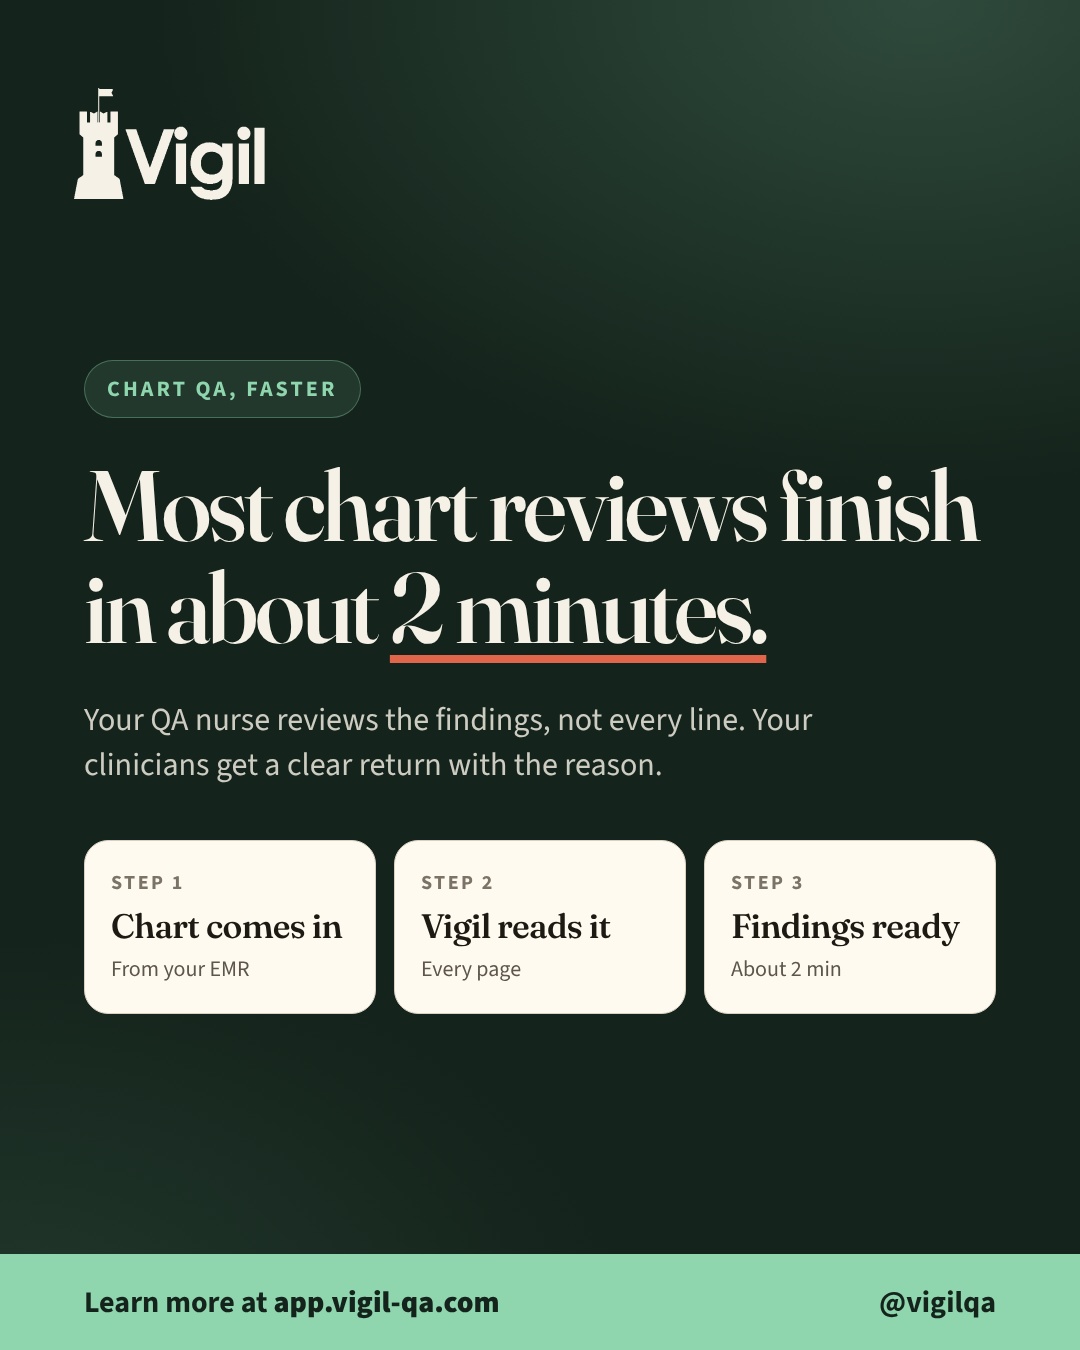 Vigil
CHART QA, FASTER
Most chart reviews finish
in about 2 minutes.
Your QA nurse reviews the findings, not every line. Your
clinicians get a clear return with the reason.
STEP 1
Chart comes in
From your EMR
STEP 2
Vigil reads it
Every page
STEP 3
Findings ready
About 2 min
Learn more at app.vigil-qa.com
@vigilqa